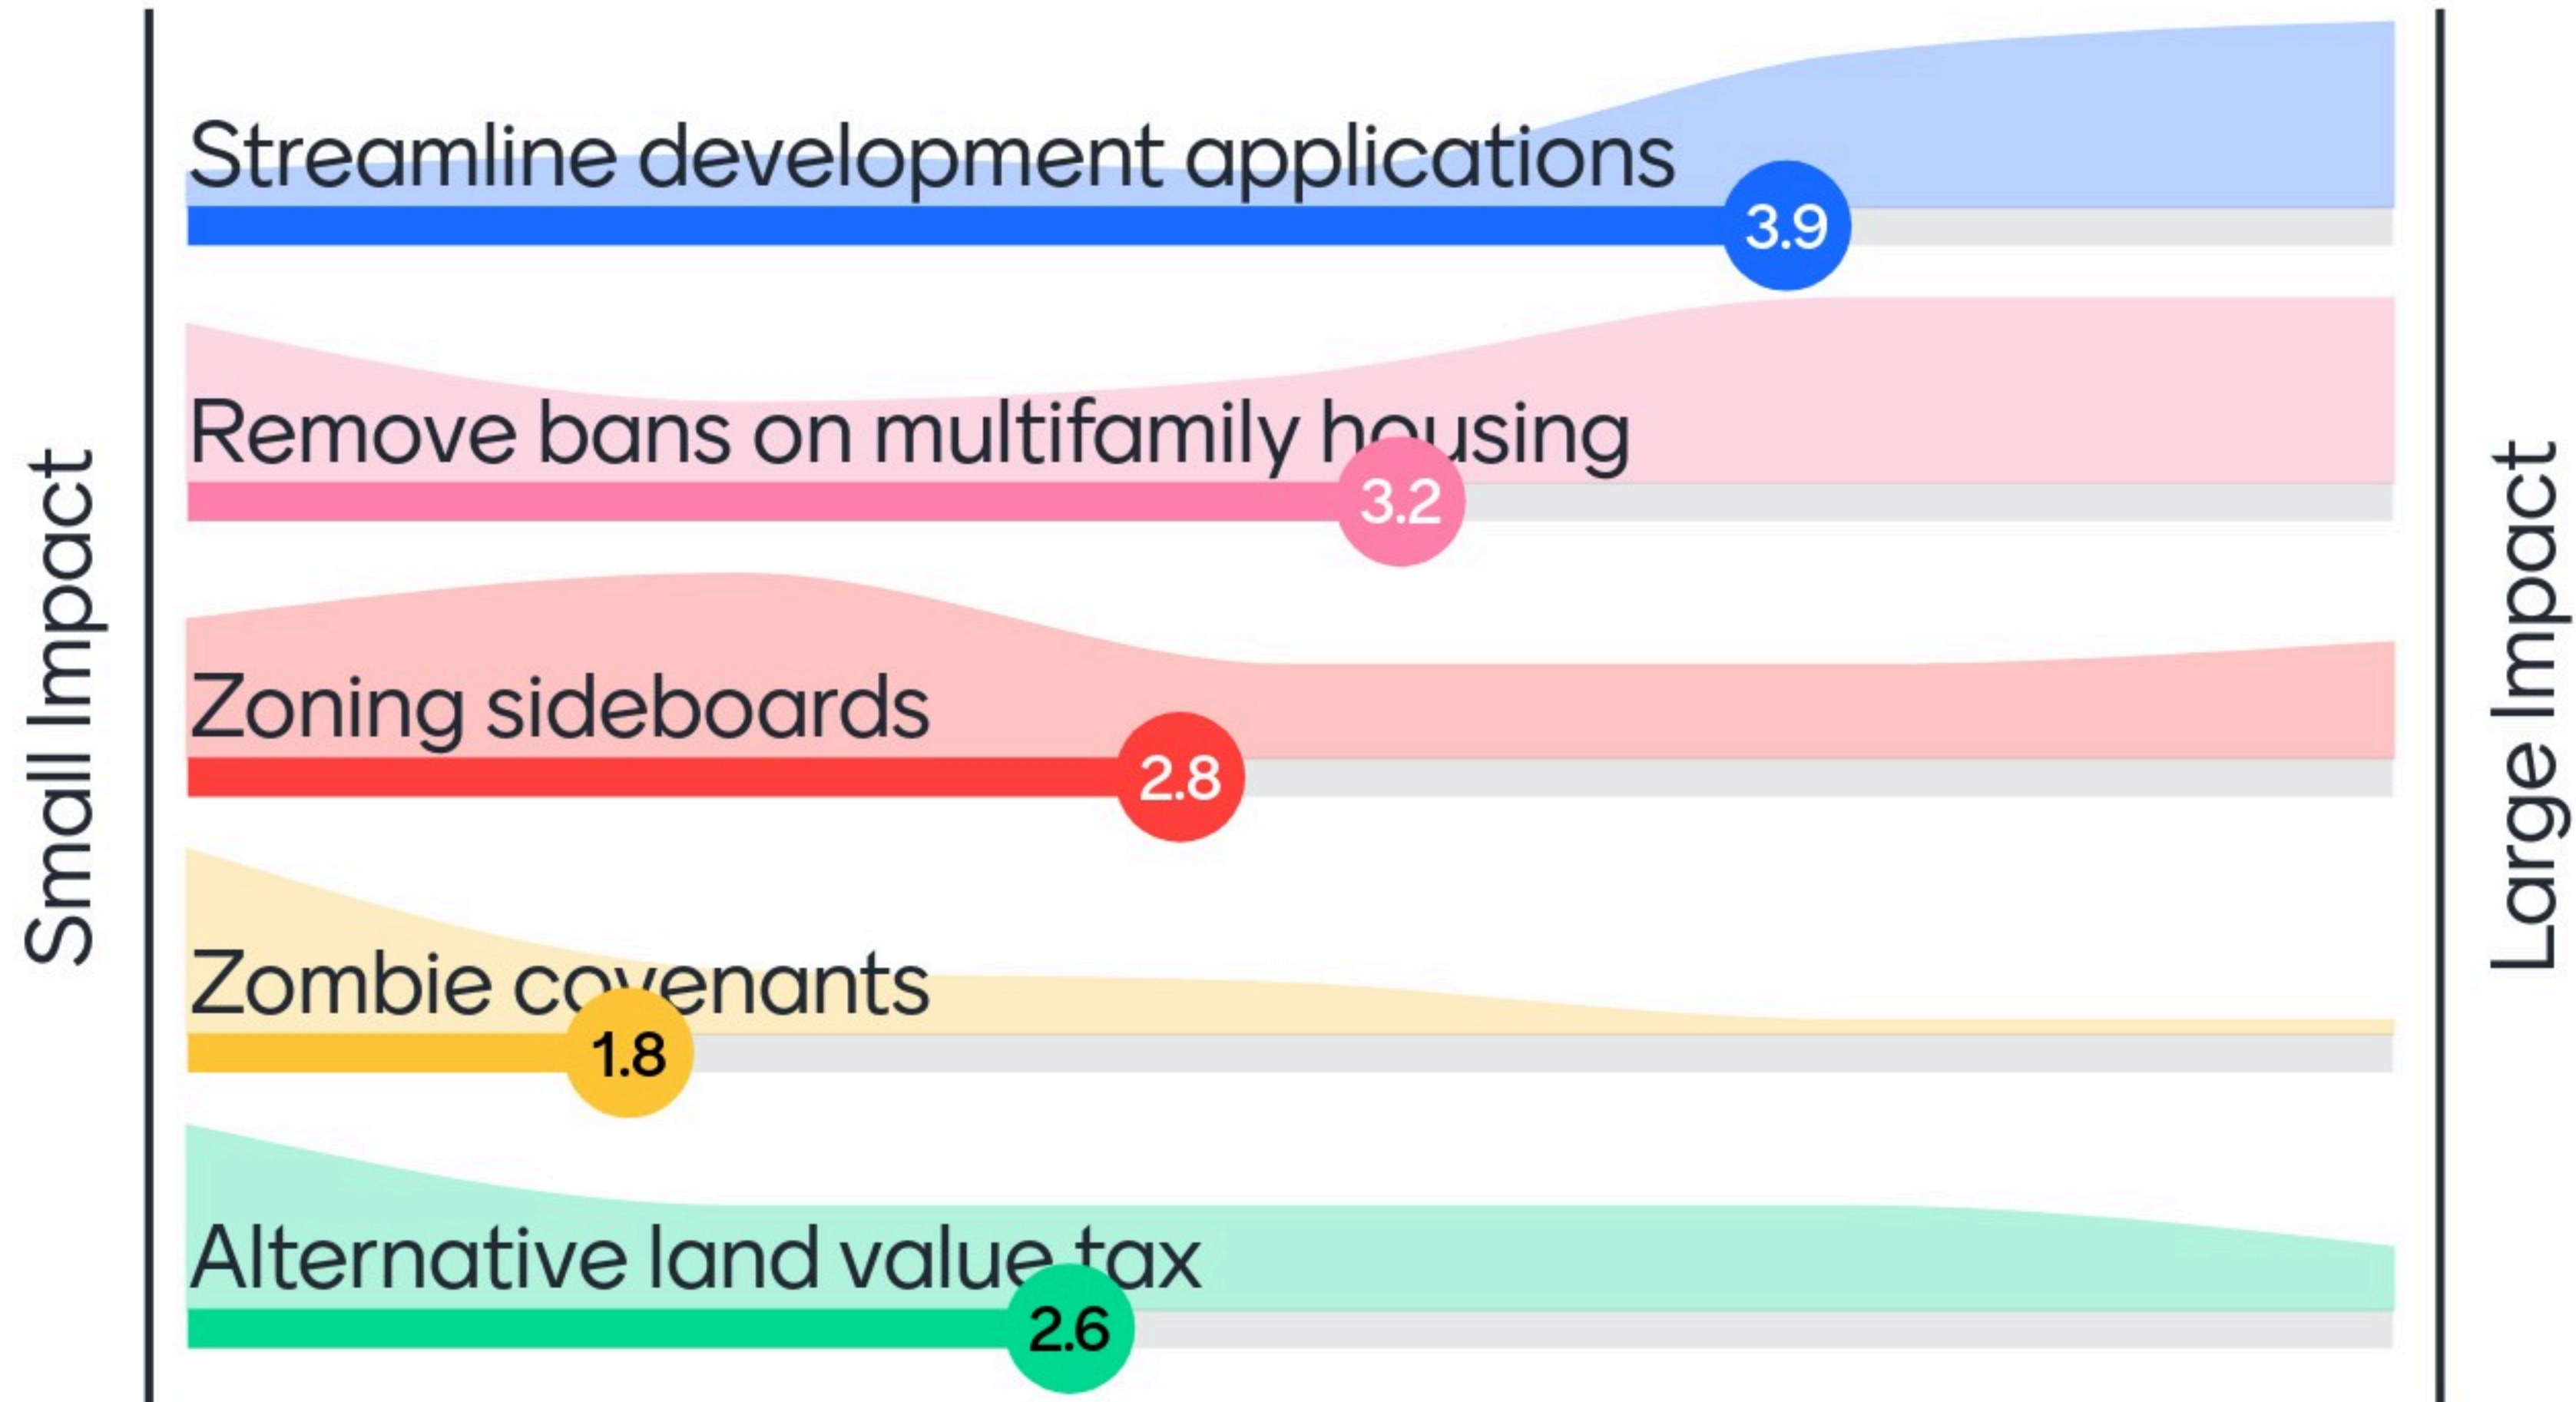 Small Impact
Streamline development applications
3.9
Remove bans on multifamily housing
3.2
Zoning sideboards
2.8
Zombie covenants
1.8
Alternative land value tax
2.6
Large Impact